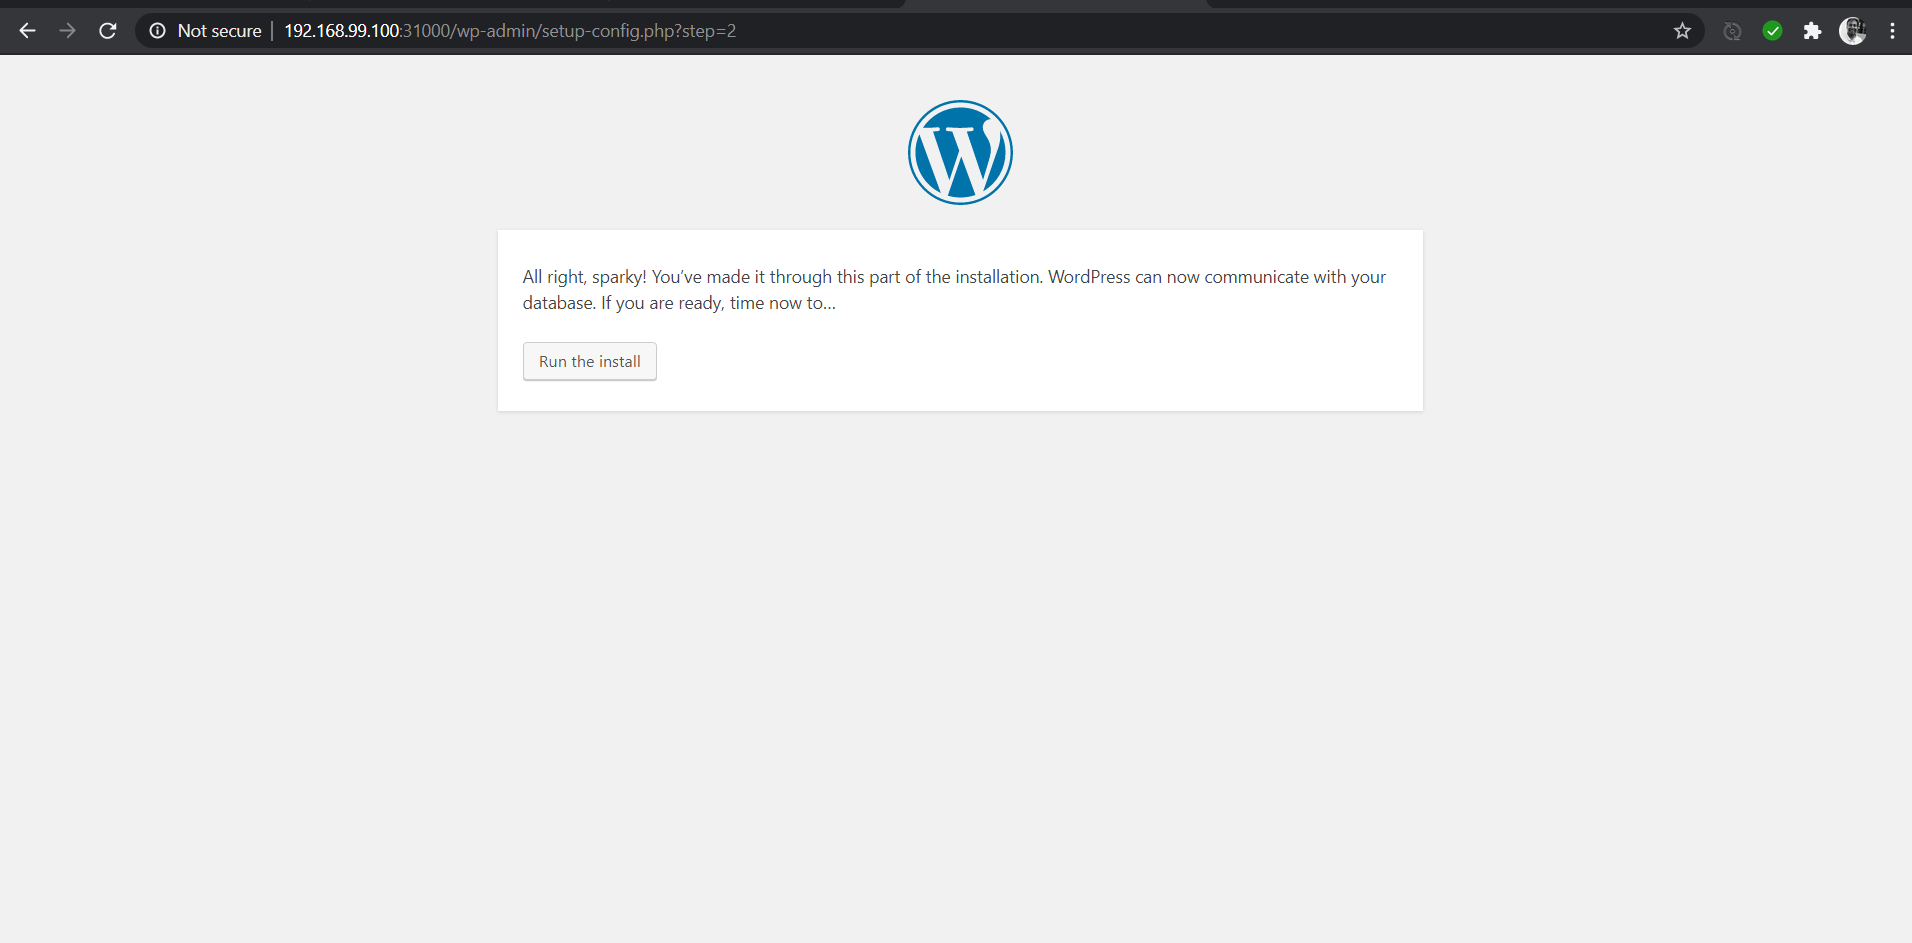 Not secure | 192.168.99.100:31000/wp-admin/setup-config.php?step=2
All right, sparky! You’ve made it through this part of the installation. WordPress can now communicate with your
database. If you are ready, time now to…
Run the install